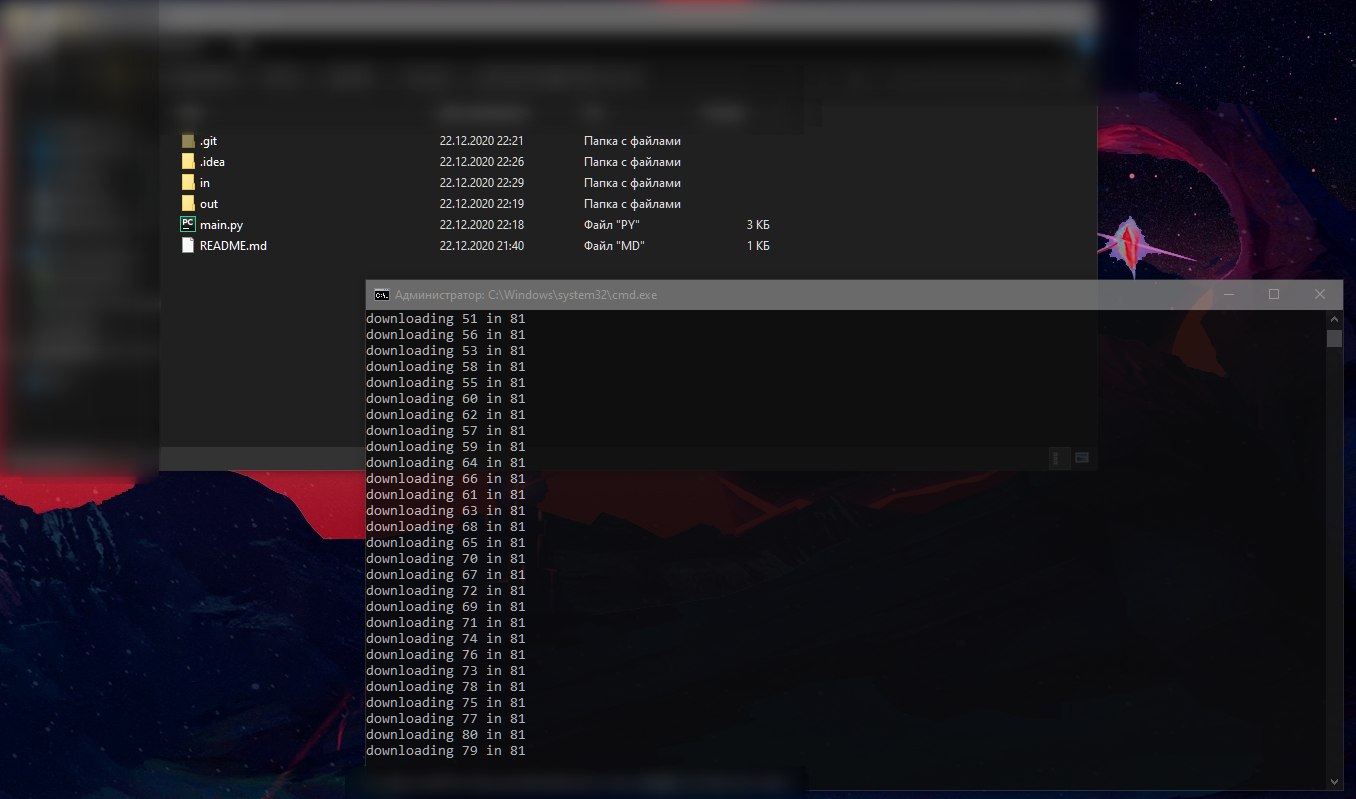 .git 22.12.2020 22:21 Папка с файлами
.idea 22.12.2020 22:26 Папка с файлами
in 22.12.2020 22:29 Папка с файлами
out 22.12.2020 22:19 Папка с файлами
PC main.py 22.12.2020 22:18 Файл "PY" 3 КБ
README.md 22.12.2020 21:40 Файл "MD" 1 КБ
C:\. Администратор: C:\Windows\system32\cmd.exe
downloading 51 in 81
downloading 56 in 81
downloading 53 in 81
downloading 58 in 81
downloading 55 in 81
downloading 60 in 81
downloading 62 in 81
downloading 57 in 81
downloading 59 in 81
downloading 64 in 81
downloading 66 in 81
downloading 61 in 81
downloading 63 in 81
downloading 68 in 81
downloading 65 in 81
downloading 70 in 81
downloading 67 in 81
downloading 72 in 81
downloading 69 in 81
downloading 71 in 81
downloading 74 in 81
downloading 76 in 81
downloading 73 in 81
downloading 78 in 81
downloading 75 in 81
downloading 77 in 81
downloading 80 in 81
downloading 79 in 81